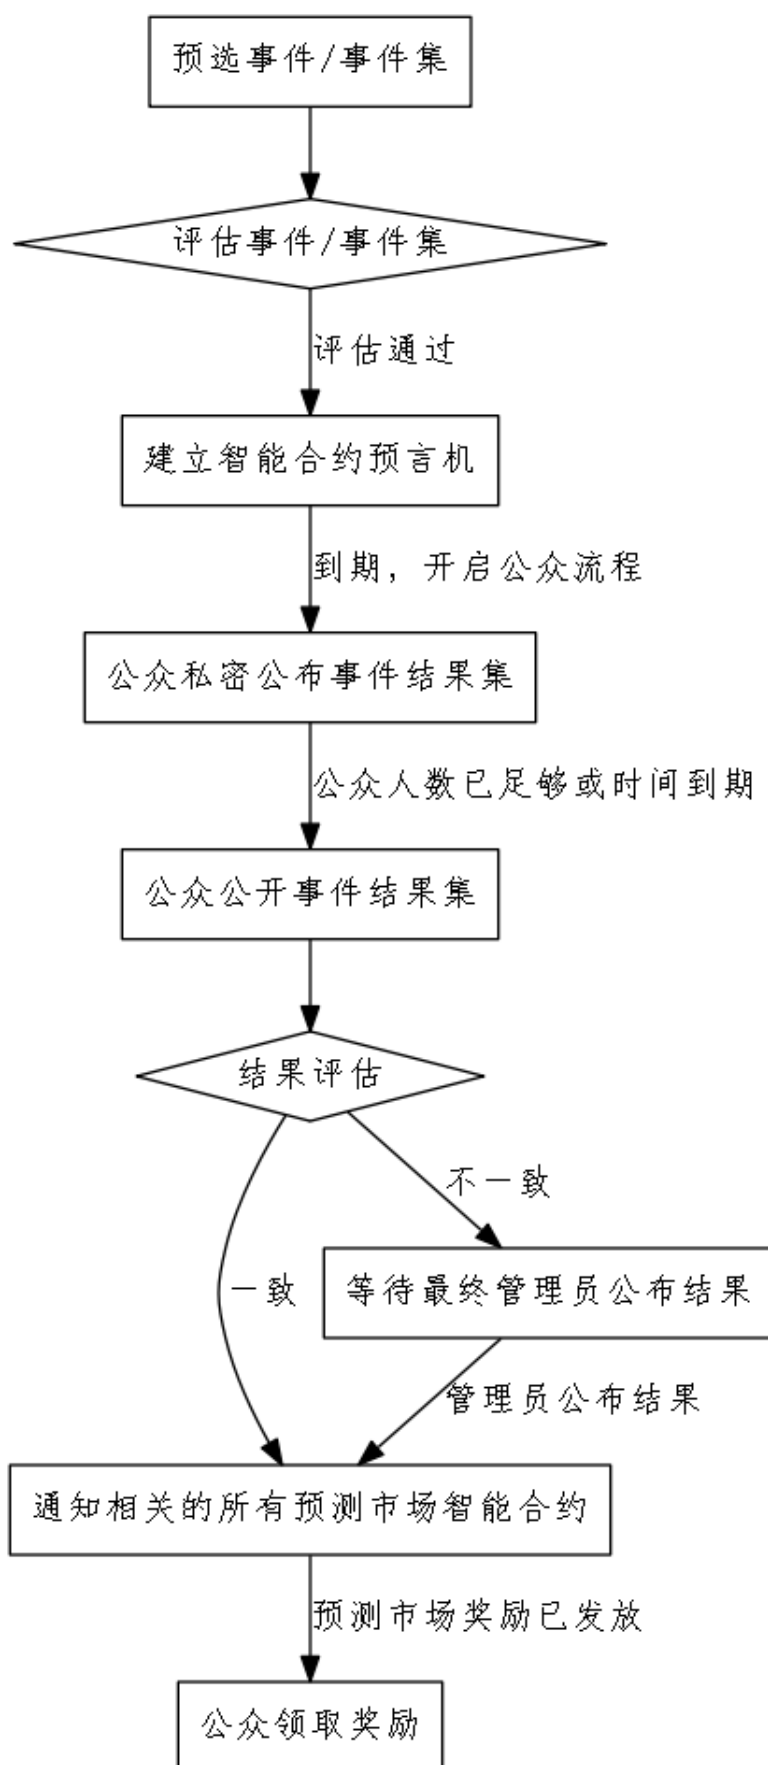 预选事件/事件集
评估事件/事件集
评估通过
建立智能合约预言机
到期，开启公众流程
公众私密公布事件结果集
公众人数已足够或时间到期
公众公开事件结果集
结果评估
不一致
一致
等待最终管理员公布结果
管理员公布结果
通知相关的所有预测市场智能合约
预测市场奖励已发放
公众领取奖励